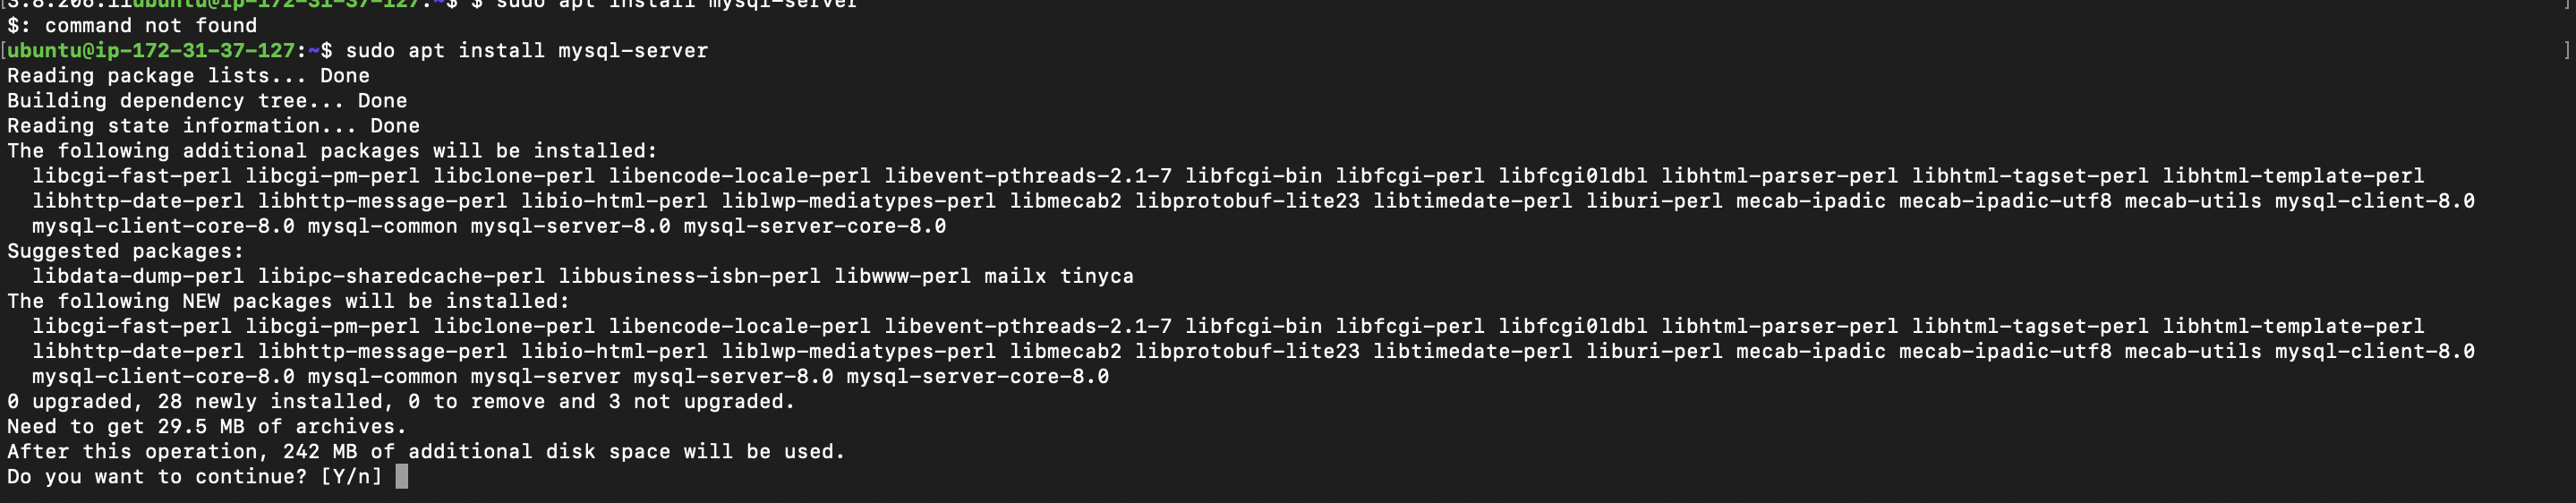 3.8.206.11ubuntu@ip-172-31-37-127:~$ $ sudo apt install mysql-server
$: command not found
[ubuntu@ip-172-31-37-127:~$ sudo apt install mysql-server ]
Reading package lists... Done
Building dependency tree... Done
Reading state information... Done
The following additional packages will be installed:
  libcgi-fast-perl libcgi-pm-perl libclone-perl libencode-locale-perl libevent-pthreads-2.1-7 libfcgi-bin libfcgi-perl libfcgi0ldbl libhtml-parser-perl libhtml-tagset-perl libhtml-template-perl
  libhttp-date-perl libhttp-message-perl libio-html-perl liblwp-mediatypes-perl libmecab2 libprotobuf-lite23 libtimedate-perl liburi-perl mecab-ipadic mecab-ipadic-utf8 mecab-utils mysql-client-8.0
  mysql-client-core-8.0 mysql-common mysql-server-8.0 mysql-server-core-8.0
Suggested packages:
  libdata-dump-perl libipc-sharedcache-perl libbusiness-isbn-perl libwww-perl mailx tinyca
The following NEW packages will be installed:
  libcgi-fast-perl libcgi-pm-perl libclone-perl libencode-locale-perl libevent-pthreads-2.1-7 libfcgi-bin libfcgi-perl libfcgi0ldbl libhtml-parser-perl libhtml-tagset-perl libhtml-template-perl
  libhttp-date-perl libhttp-message-perl libio-html-perl liblwp-mediatypes-perl libmecab2 libprotobuf-lite23 libtimedate-perl liburi-perl mecab-ipadic mecab-ipadic-utf8 mecab-utils mysql-client-8.0
  mysql-client-core-8.0 mysql-common mysql-server mysql-server-8.0 mysql-server-core-8.0
0 upgraded, 28 newly installed, 0 to remove and 3 not upgraded.
Need to get 29.5 MB of archives.
After this operation, 242 MB of additional disk space will be used.
Do you want to continue? [Y/n]